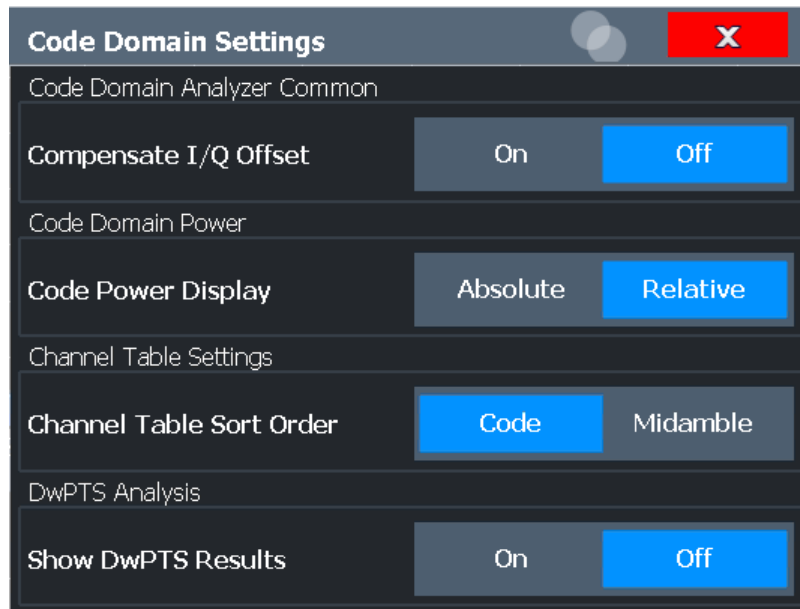 Code Domain Settings X
Code Domain Analyzer Common
Compensate I/Q Offset On Off
Code Domain Power
Code Power Display Absolute Relative
Channel Table Settings
Channel Table Sort Order Code Midamble
DwPTS Analysis
Show DwPTS Results On Off